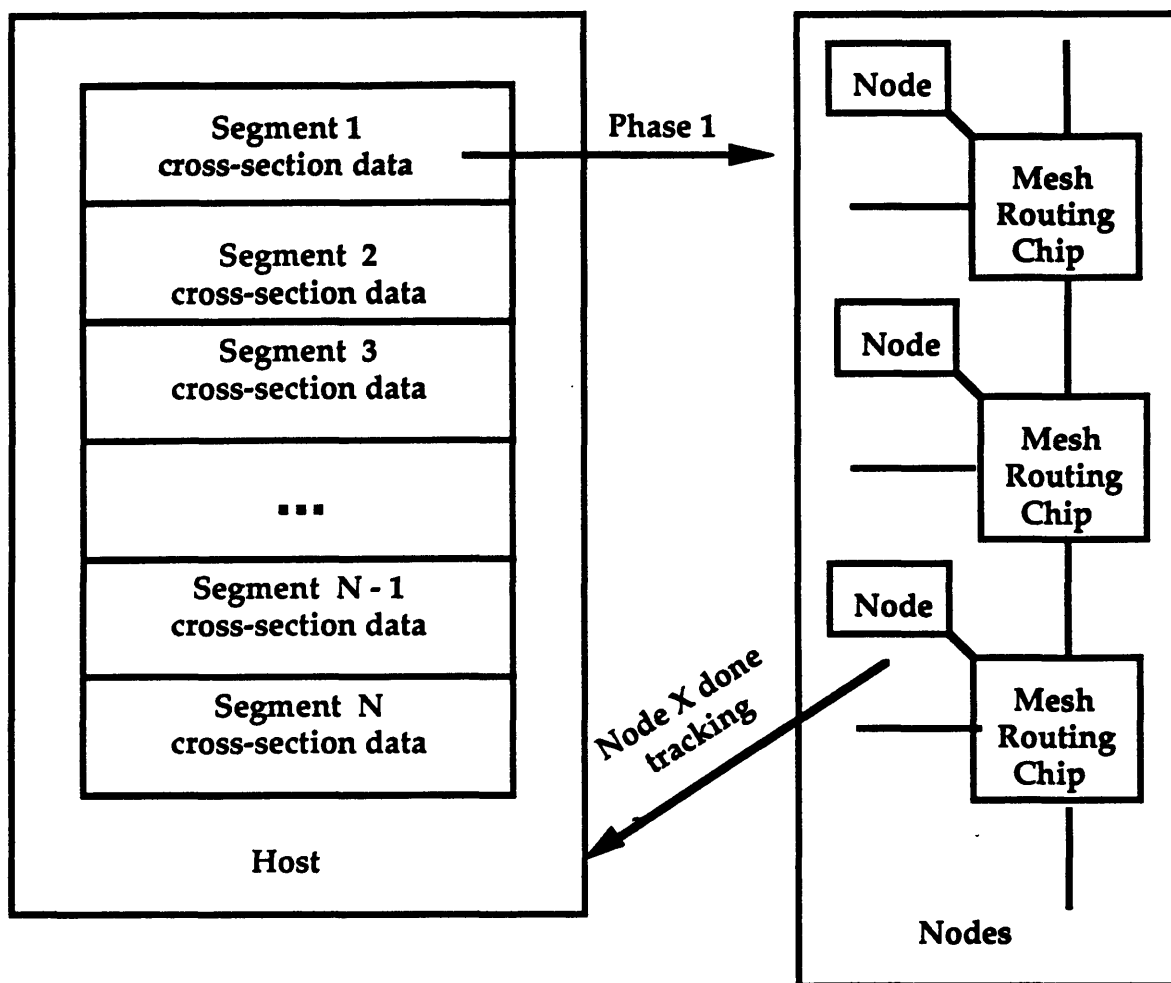 Segment 1
cross-section data
Segment 2
cross-section data
Segment 3
cross-section data
...
Segment N - 1
cross-section data
Segment N
cross-section data
Host
Phase 1
Node X done
tracking
Node
Mesh
Routing
Chip
Node
Mesh
Routing
Chip
Node
Mesh
Routing
Chip
Nodes